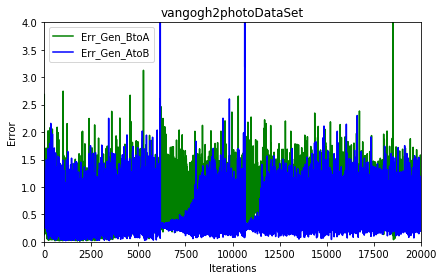 vangogh2photoDataSet
Err_Gen_BtoA
Err_Gen_AtoB
Error
4.0
3.5
3.0
2.5
2.0
1.5
1.0
0.5
0.0
0 2500 5000 7500 10000 12500 15000 17500 20000
Iterations